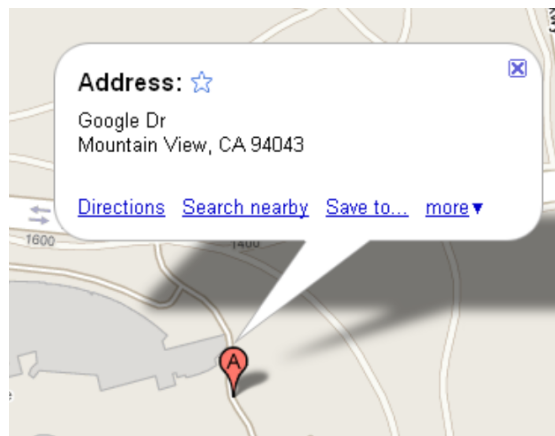 Address:
Google Dr
Mountain View, CA 94043
Directions Search nearby Save to... more
1600
1400
A